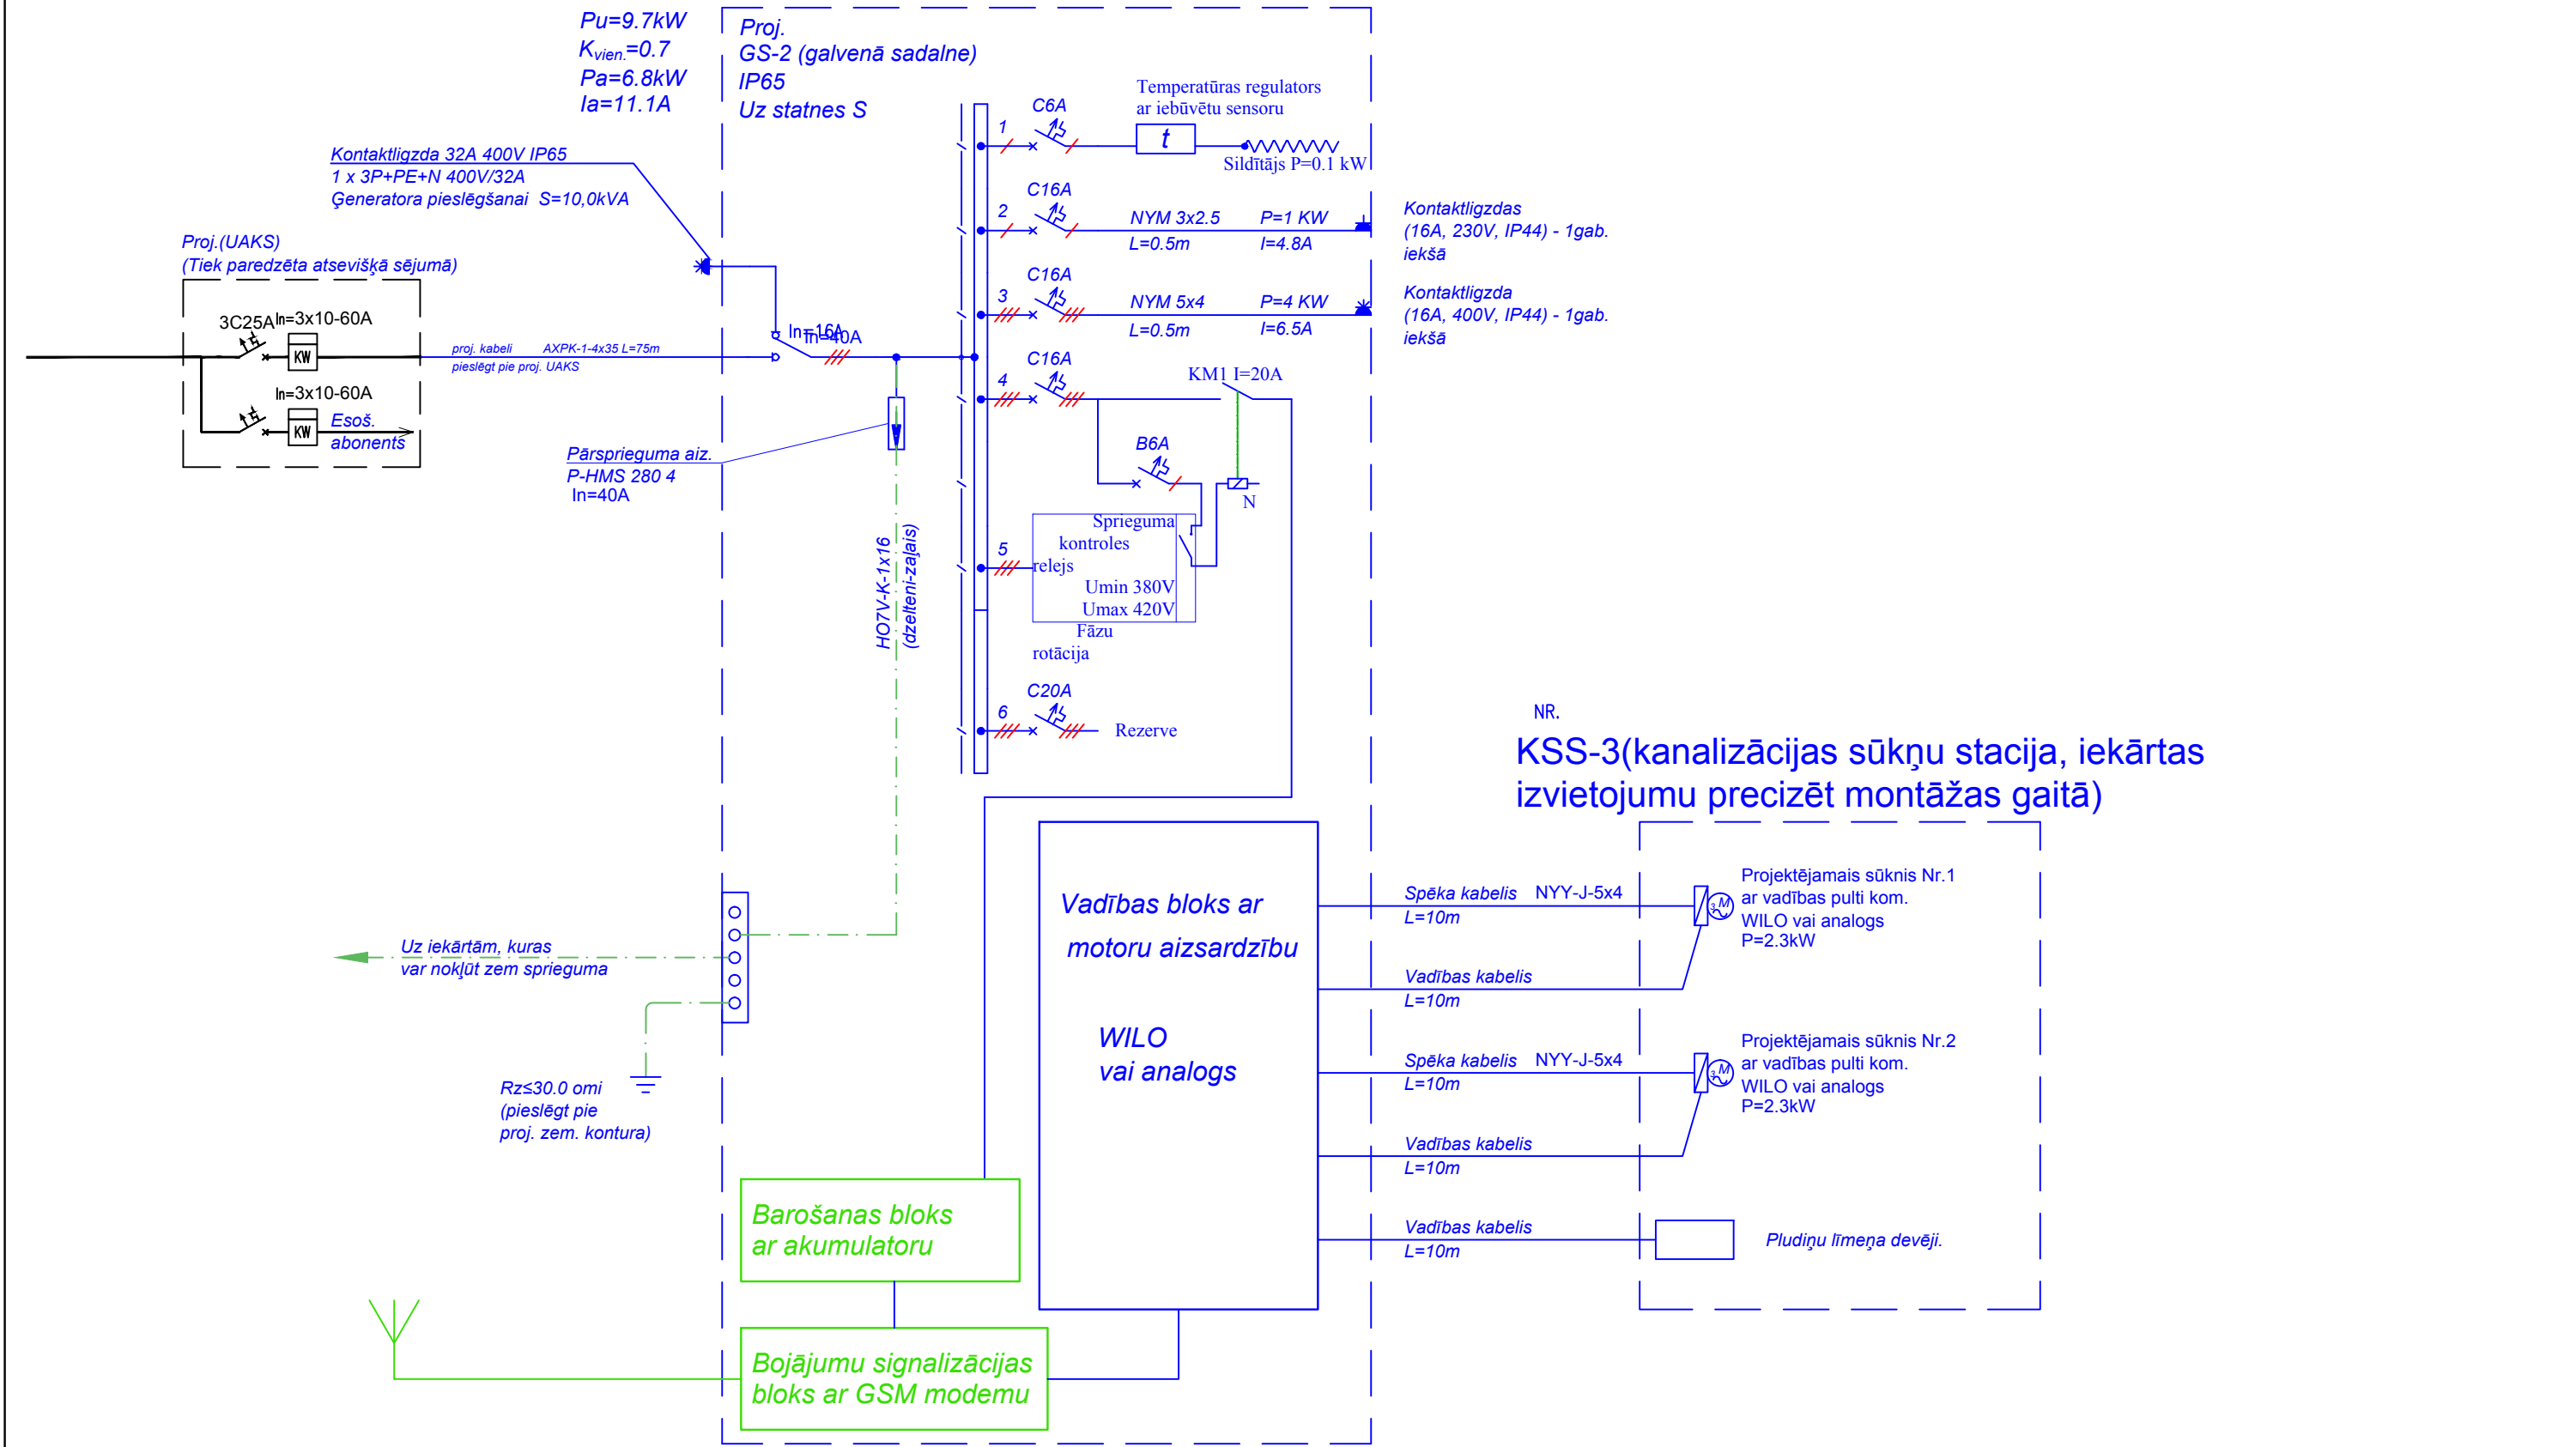 Pu=9.7kW
Kvien.=0.7
Pa=6.8kW
Ia=11.1A
Proj.
GS-2 (galvenā sadalne)
IP65
Uz statnes S
Kontaktligzda 32A 400V IP65
1 x 3P+PE+N 400V/32A
Ģeneratora pieslēgšanai S=10,0kVA
Proj.(UAKS)
(Tiek paredzēta atsevišķā sējumā)
3C25A
In=3x10-60A
KW
In=3x10-60A
KW
Esoš.
abonents
proj. kabeli AXPK-1-4x35 L=75m
pieslēgt pie proj. UAKS
In=16A
In=40A
Pārsprieguma aiz.
P-HMS 280 4
In=40A
HO7V-K-1x16
(dzelteni-zaļais)
1
C6A
Temperatūras regulators
ar iebūvētu sensoru
t
Sildītājs P=0.1 kW
2
C16A
NYM 3x2.5 P=1 KW
L=0.5m I=4.8A
Kontaktligzdas
(16A, 230V, IP44) - 1gab.
iekšā
3
C16A
NYM 5x4 P=4 KW
L=0.5m I=6.5A
Kontaktligzda
(16A, 400V, IP44) - 1gab.
iekšā
4
C16A
KM1 I=20A
B6A
N
5
Sprieguma
kontroles
relejs
Umin 380V
Umax 420V
Fāzu
rotācija
6
C20A
Rezerve
NR.
KSS-3(kanalizācijas sūkņu stacija, iekārtas
izvietojumu precizēt montāžas gaitā)
Vadības bloks ar
motoru aizsardzību
WILO
vai analogs
Spēka kabelis NYY-J-5x4
L=10m
3 M
Projektējamais sūknis Nr.1
ar vadības pulti kom.
WILO vai analogs
P=2.3kW
Vadības kabelis
L=10m
Spēka kabelis NYY-J-5x4
L=10m
3 M
Projektējamais sūknis Nr.2
ar vadības pulti kom.
WILO vai analogs
P=2.3kW
Vadības kabelis
L=10m
Vadības kabelis
L=10m
Pludiņu līmeņa devēji.
Uz iekārtām, kuras
var nokļūt zem sprieguma
Rz≤30.0 omi
(pieslēgt pie
proj. zem. kontura)
Barošanas bloks
ar akumulatoru
Bojājumu signalizācijas
bloks ar GSM modemu